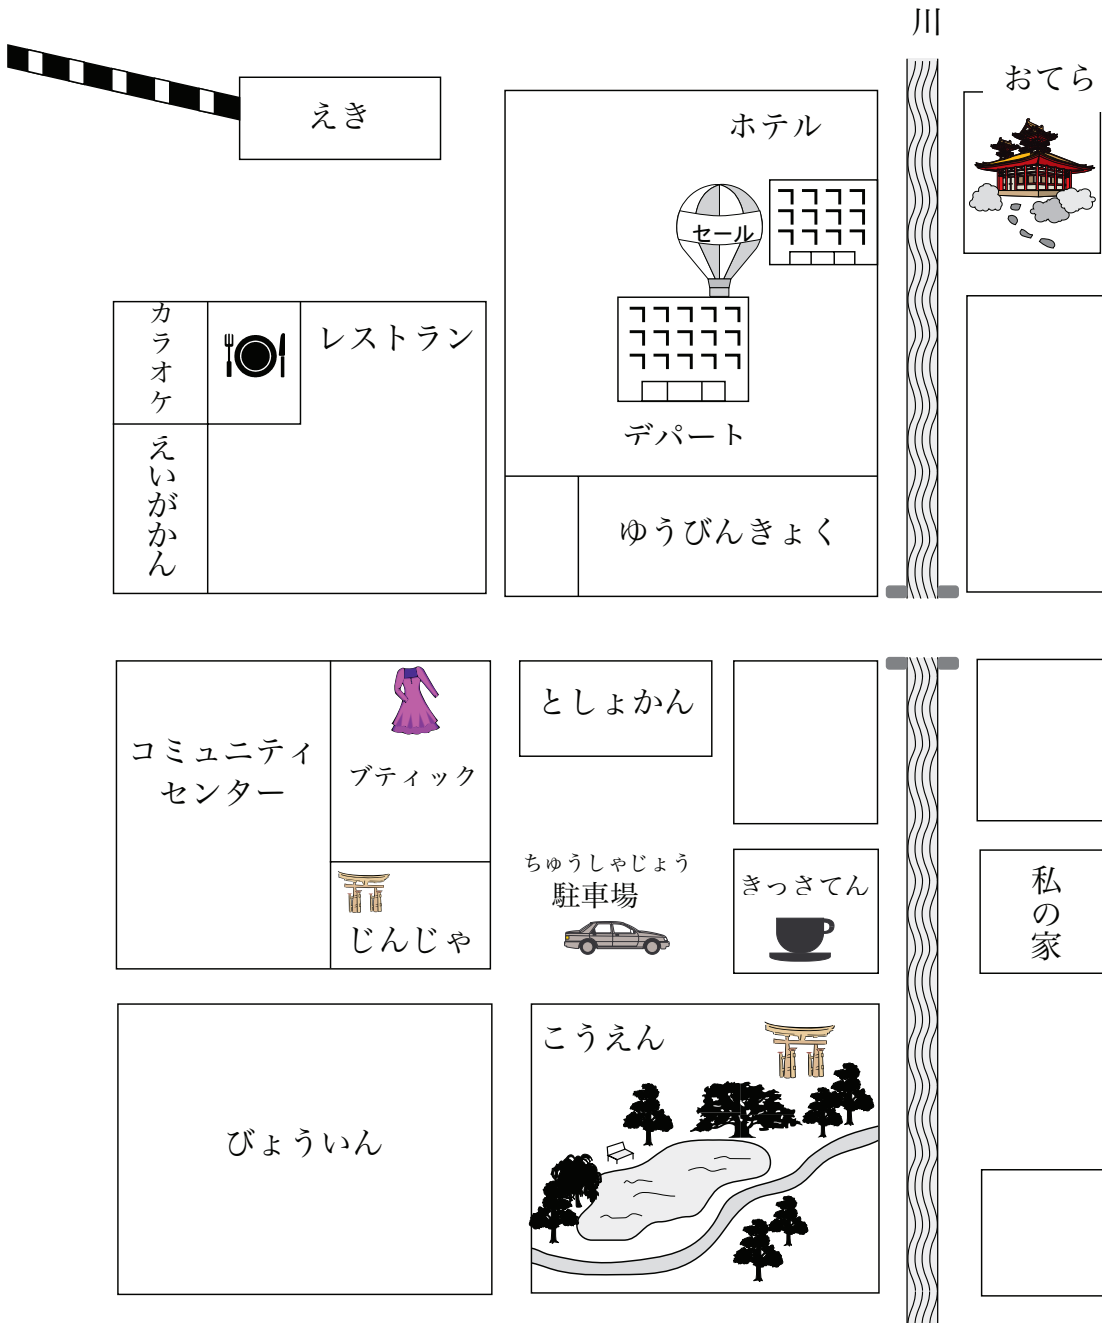 川
おてら
えき
ホテル
セール
カラオケ
レストラン
デパート
えいがかん
ゆうびんきょく
としょかん
コミュニティ
センター
ブティック
ちゅうしゃじょう
駐車場
きっさてん
私の家
じんじゃ
こうえん
びょういん